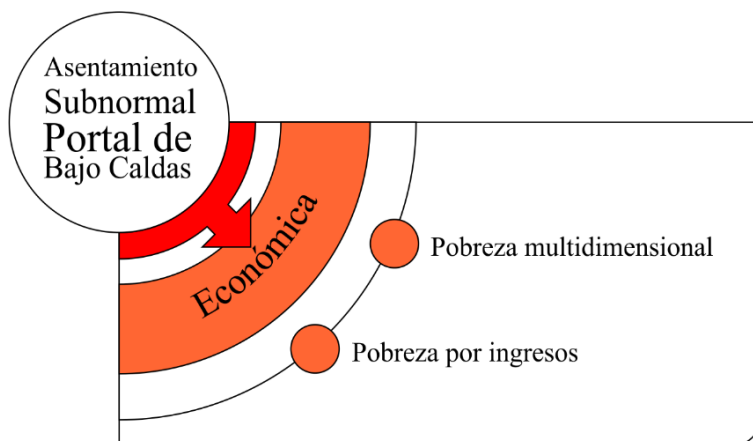 Asentamiento
Subnormal
Portal de
Bajo Caldas
Económica
Pobreza multidimensional
Pobreza por ingresos